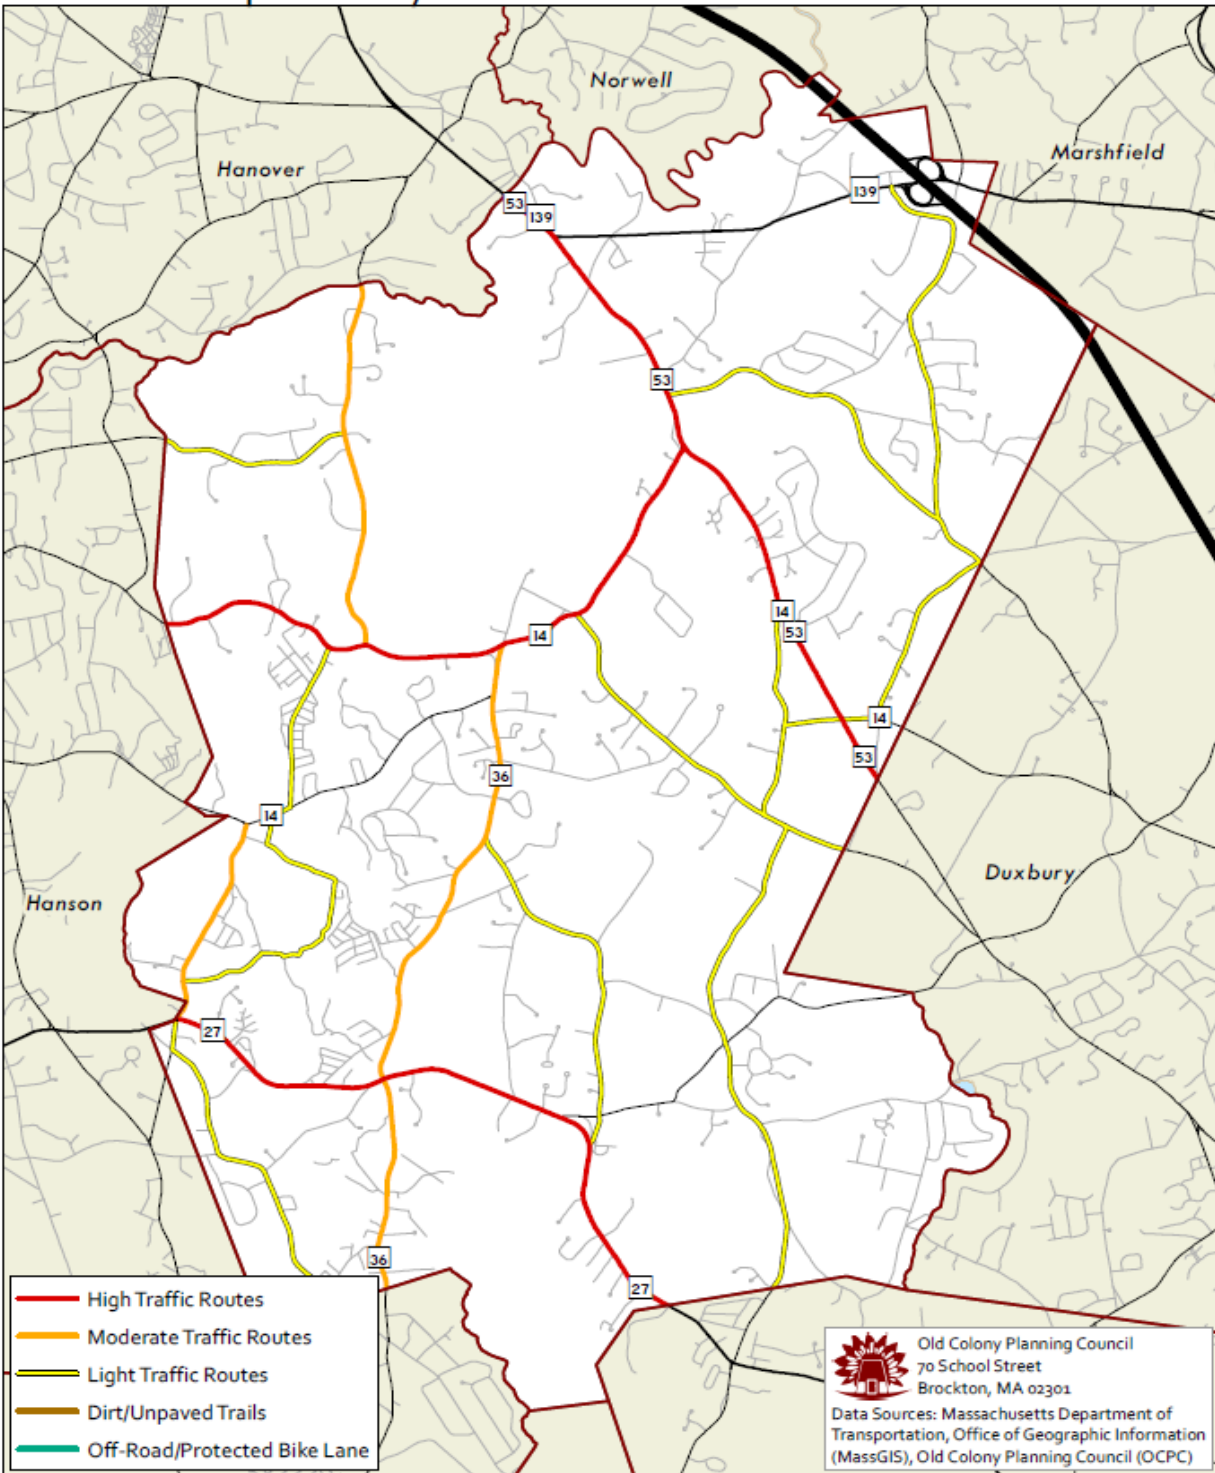 Norwell
Hanover
Marshfield
53
139
139
53
14
14
53
14
53
36
14
Hanson
Duxbury
27
36
27
High Traffic Routes
Moderate Traffic Routes
Light Traffic Routes
Dirt/Unpaved Trails
Off-Road/Protected Bike Lane
Old Colony Planning Council
70 School Street
Brockton, MA 02301
Data Sources: Massachusetts Department of
Transportation, Office of Geographic Information
(MassGIS), Old Colony Planning Council (OCPC)